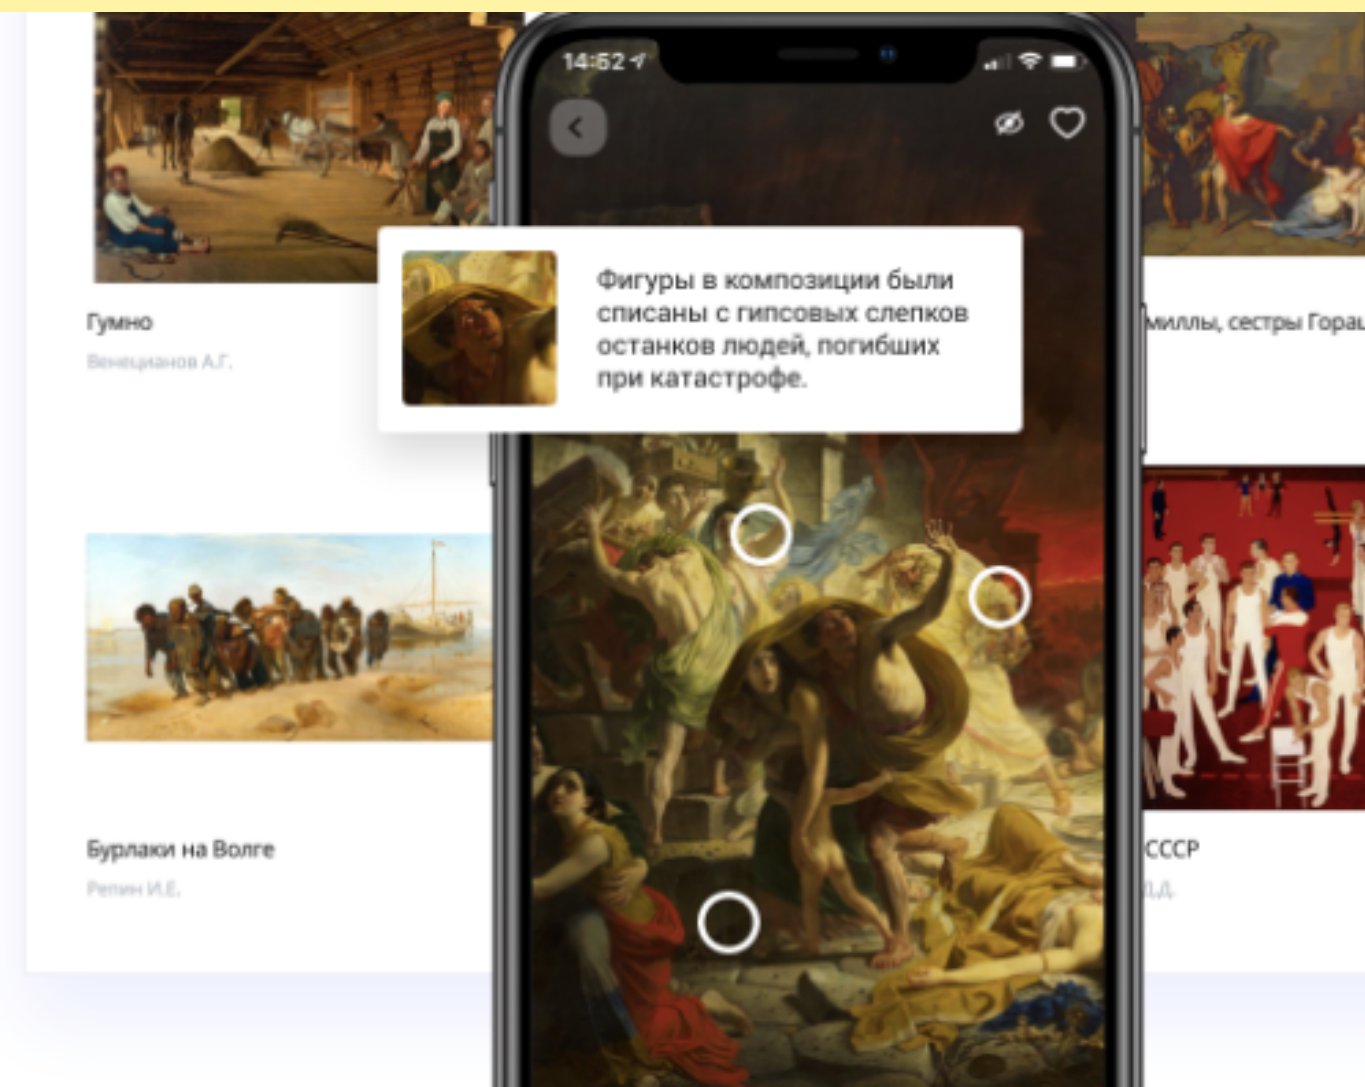 14:52
Фигуры в композиции были
списаны с гипсовых слепков
останков людей, погибших
при катастрофе.
Гумно
Венецианов А.Г.
миллы, сестры Горац
Бурлаки на Волге
Репин И.Е.
СССР
Д.Д.